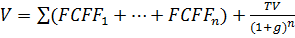 V = ∑(FCFF₁ + ⋯ + FCFFₙ) + TV/(1+g)ⁿ